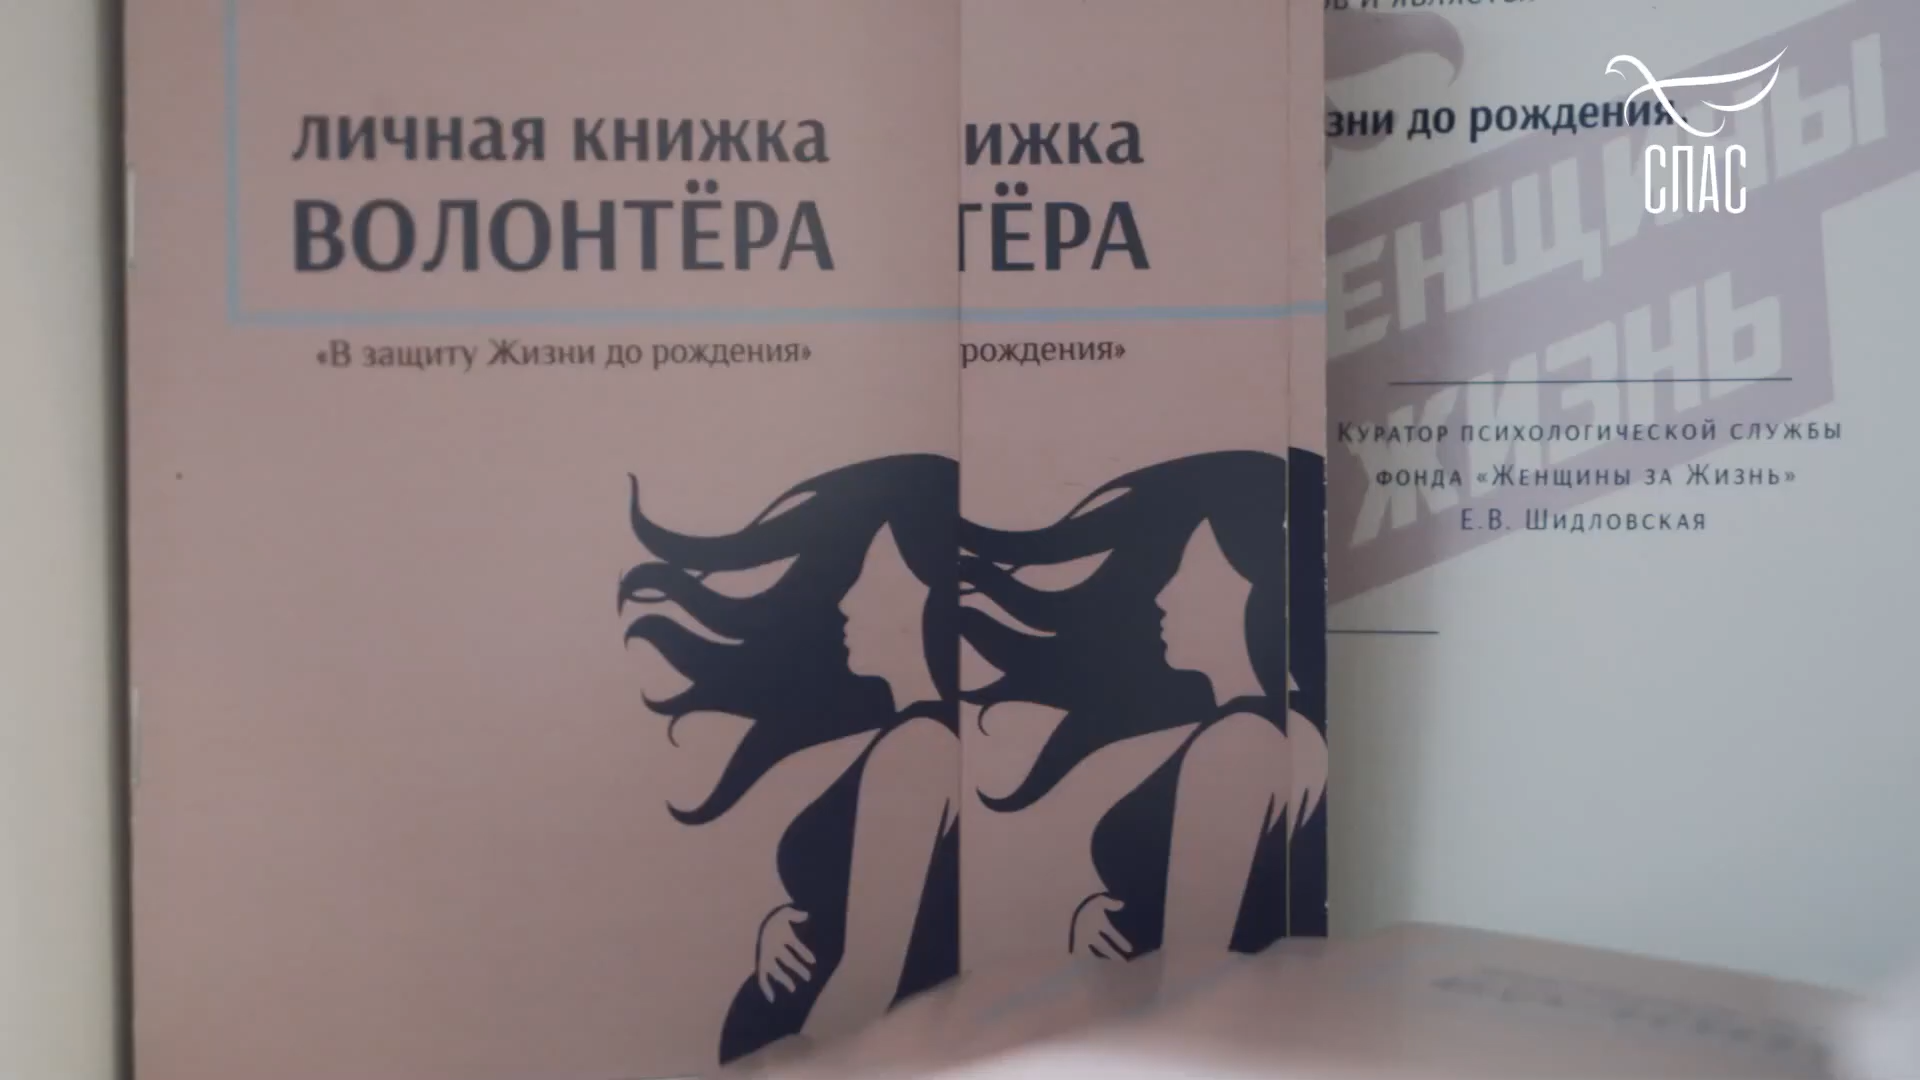 личная книжка
ВОЛОНТЁРА
«В защиту Жизни до рождения»
ижка
ТЁРА
рождения»
до рождения.
ЖИЗНЬ
Куратор психологической службы
фонда «Женщины за Жизнь»
Е.В. Шидловская
СПАС